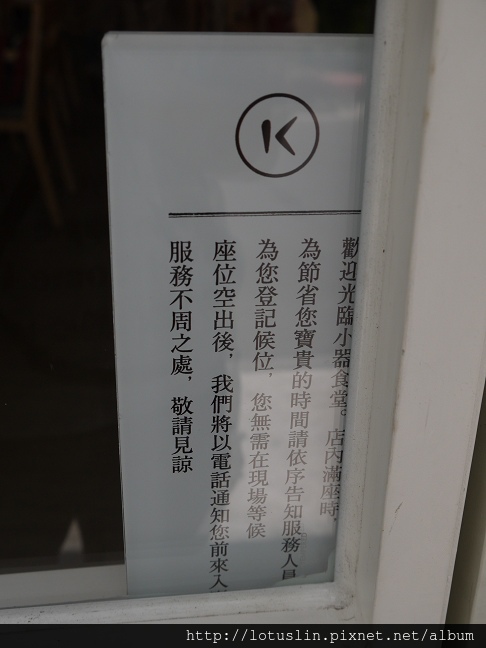 K
歡迎光臨小器食堂。店內滿座時，
為節省您寶貴的時間請依序告知服務人員
為您登記候位，您無需在現場等候
座位空出後，我們將以電話通知您前來入
服務不周之處，敬請見諒
http://lotuslin.pixnet.net/album